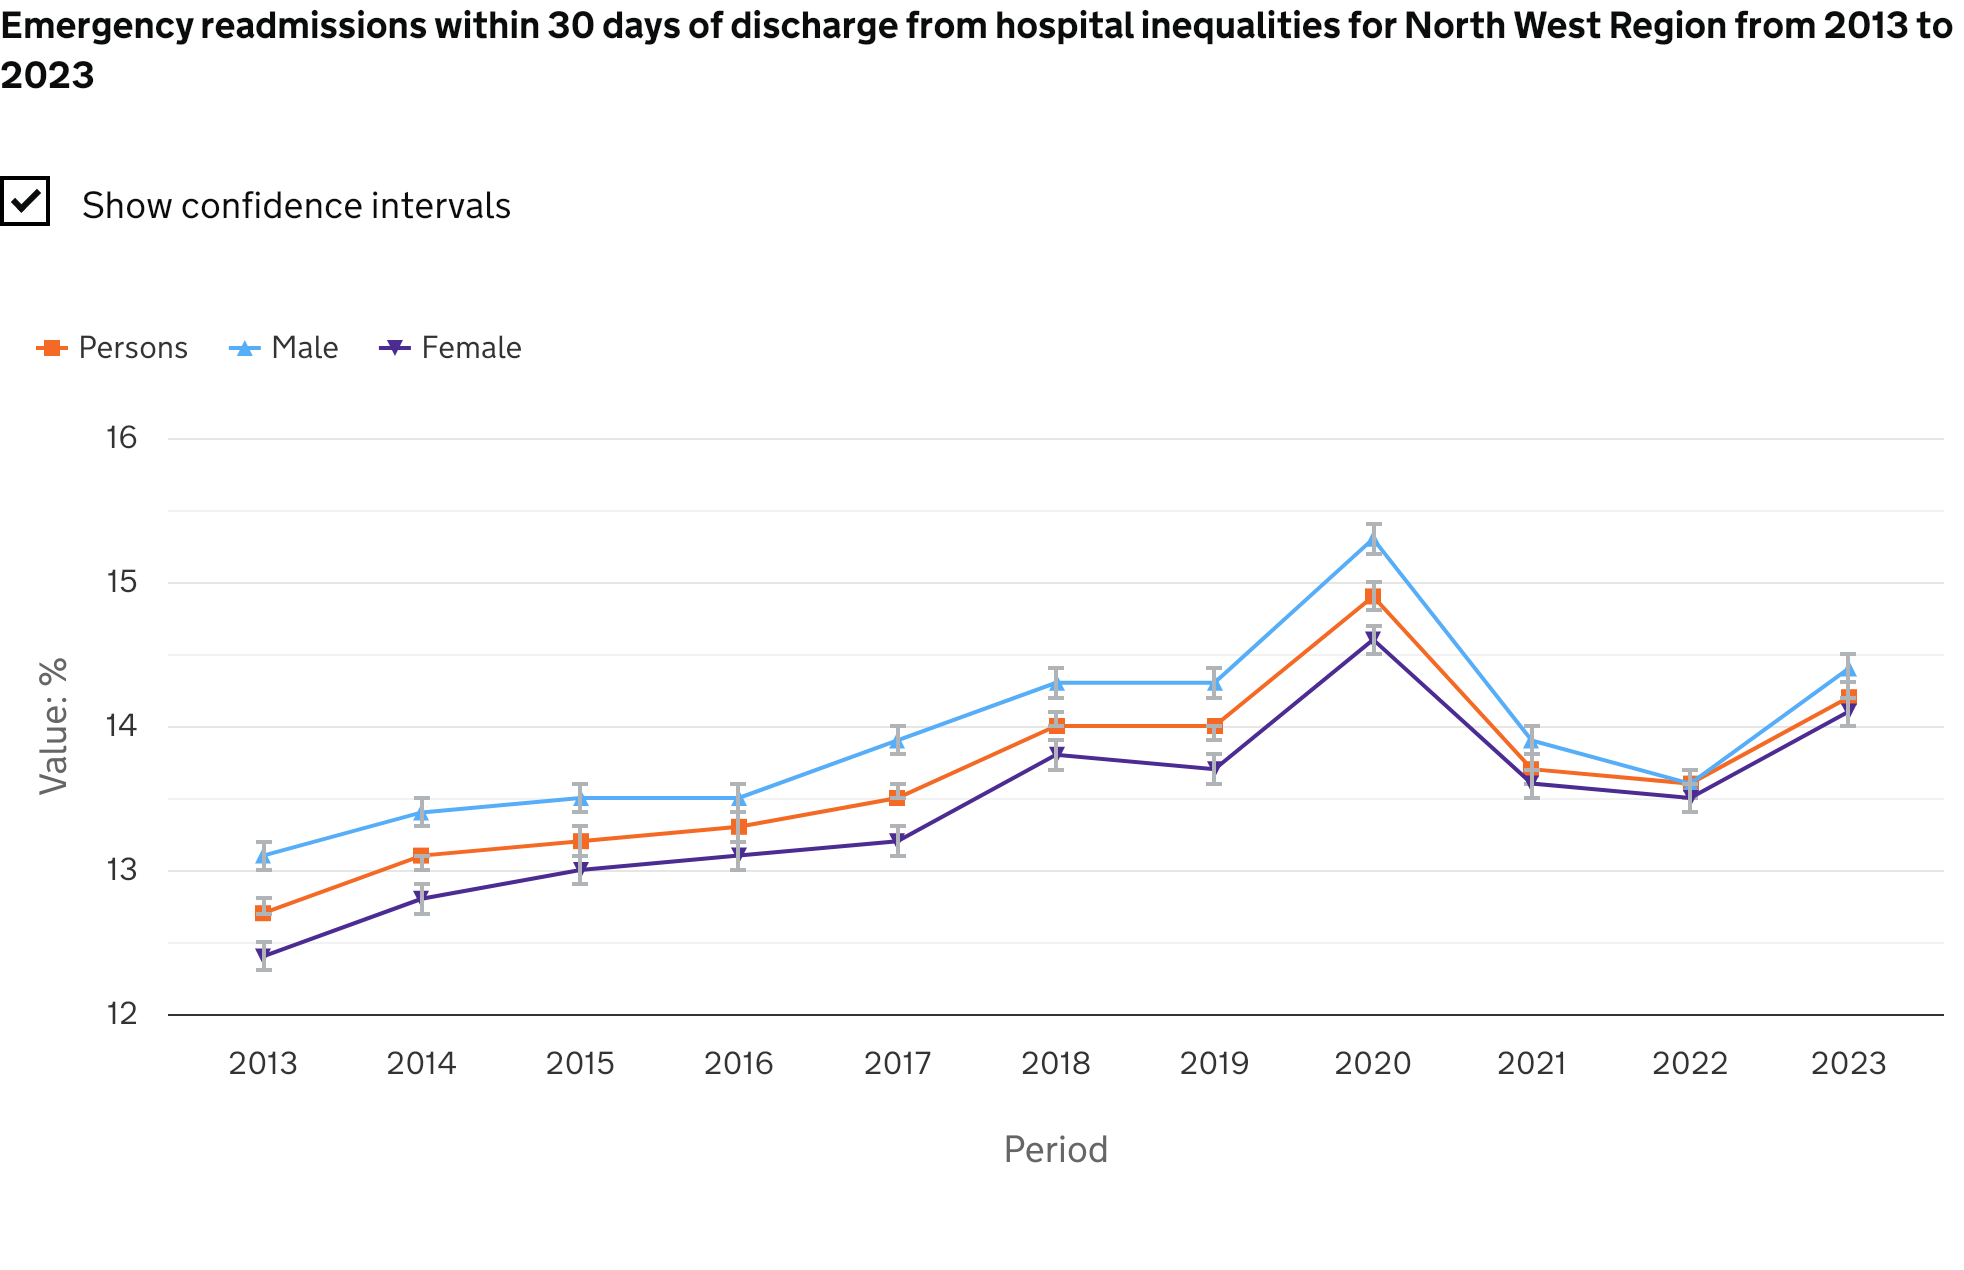 Emergency readmissions within 30 days of discharge from hospital inequalities for North West Region from 2013 to
2023
Show confidence intervals
Persons Male Female
16
15
14
13
12
Value: %
2013 2014 2015 2016 2017 2018 2019 2020 2021 2022 2023
Period